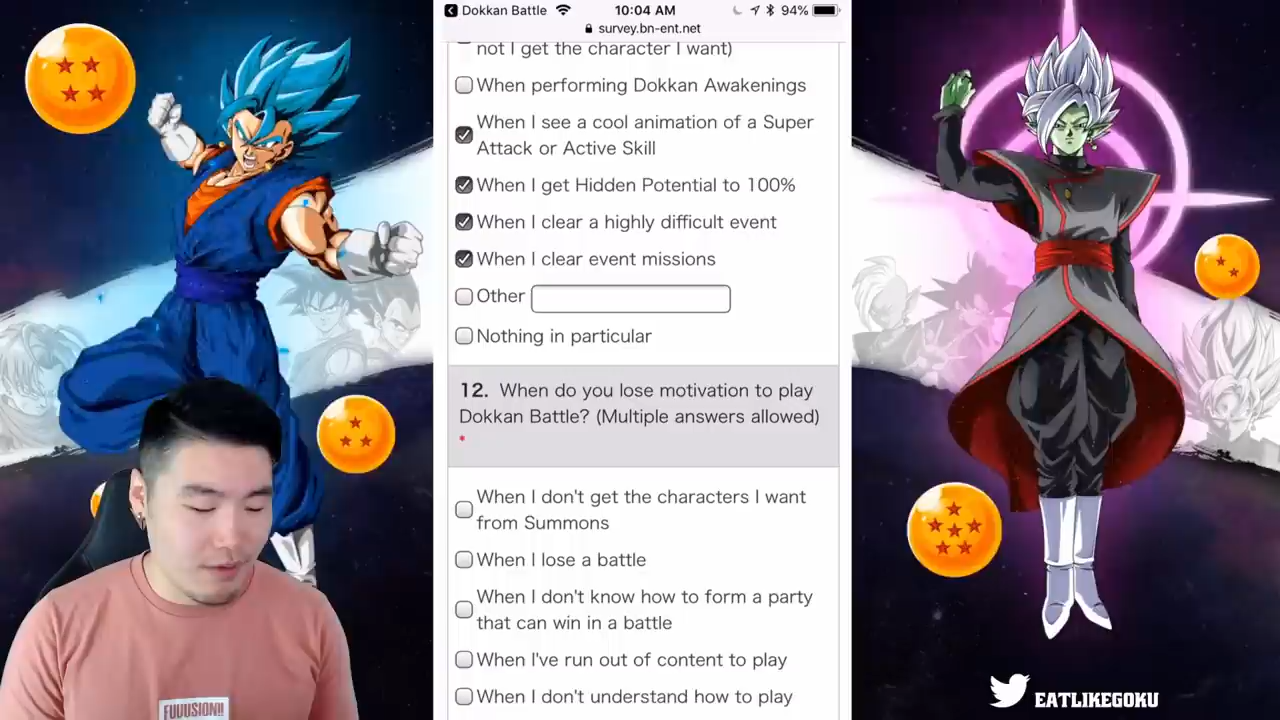 Dokkan Battle
10:04 AM
94%
survey.bn-ent.net
not I get the character I want)
When performing Dokkan Awakenings
When I see a cool animation of a Super
Attack or Active Skill
When I get Hidden Potential to 100%
When I clear a highly difficult event
When I clear event missions
Other
Nothing in particular
12. When do you lose motivation to play
Dokkan Battle? (Multiple answers allowed)
*
When I don't get the characters I want
from Summons
When I lose a battle
When I don't know how to form a party
that can win in a battle
When I've run out of content to play
When I don't understand how to play
FUUUSION!!
EATLIKEGOKU